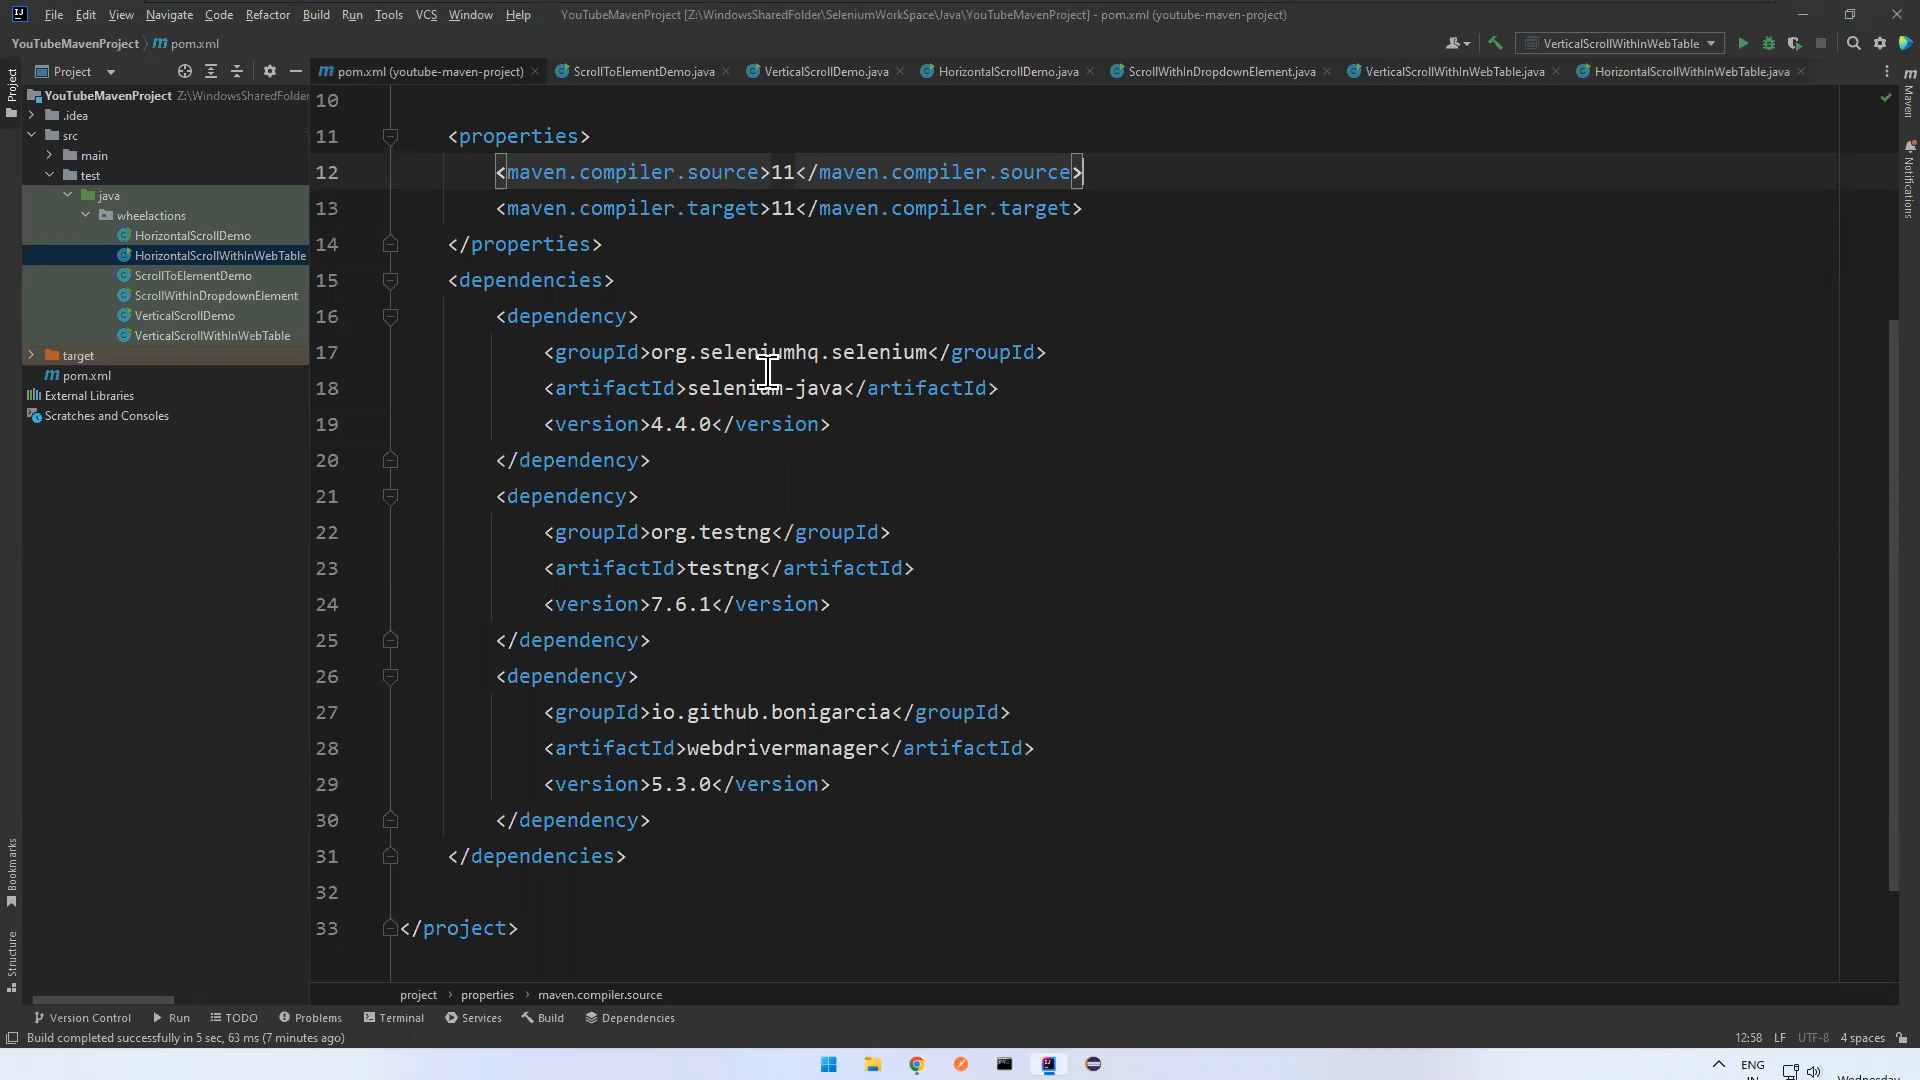 File Edit View Navigate Code Refactor Build Run Tools VCS Window Help YouTubeMavenProject [Z:\WindowsSharedFolder\SeleniumWorkSpace\Java\YouTubeMavenProject] - pom.xml (youtube-maven-project)
YouTubeMavenProject pom.xml VerticalScrollWithInWebTable
Project pom.xml (youtube-maven-project) ScrollToElementDemo.java VerticalScrollDemo.java HorizontalScrollDemo.java ScrollWithInDropdownElement.java VerticalScrollWithInWebTable.java HorizontalScrollWithInWebTable.java
Project
YouTubeMavenProject Z:\WindowsSharedFolder
.idea
src
main
test
java
wheelactions
HorizontalScrollDemo
HorizontalScrollWithInWebTable
ScrollToElementDemo
ScrollWithInDropdownElement
VerticalScrollDemo
VerticalScrollWithInWebTable
target
pom.xml
External Libraries
Scratches and Consoles
Bookmarks
Structure
10
11 <properties>
12 <maven.compiler.source>11</maven.compiler.source>
13 <maven.compiler.target>11</maven.compiler.target>
14 </properties>
15 <dependencies>
16 <dependency>
17 <groupId>org.seleniumhq.selenium</groupId>
18 <artifactId>selenium-java</artifactId>
19 <version>4.4.0</version>
20 </dependency>
21 <dependency>
22 <groupId>org.testng</groupId>
23 <artifactId>testng</artifactId>
24 <version>7.6.1</version>
25 </dependency>
26 <dependency>
27 <groupId>io.github.bonigarcia</groupId>
28 <artifactId>webdrivermanager</artifactId>
29 <version>5.3.0</version>
30 </dependency>
31 </dependencies>
32
33 </project>
Maven
Notifications
project › properties › maven.compiler.source
Version Control Run TODO Problems Terminal Services Build Dependencies
Build completed successfully in 5 sec, 63 ms (7 minutes ago) 12:58 LF UTF-8 4 spaces
ENG